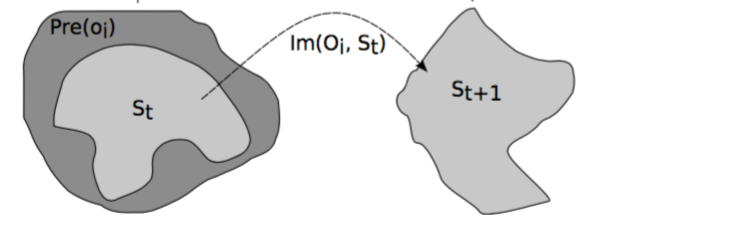 Pre(oi)
Im(Oi, St)
St
St+1